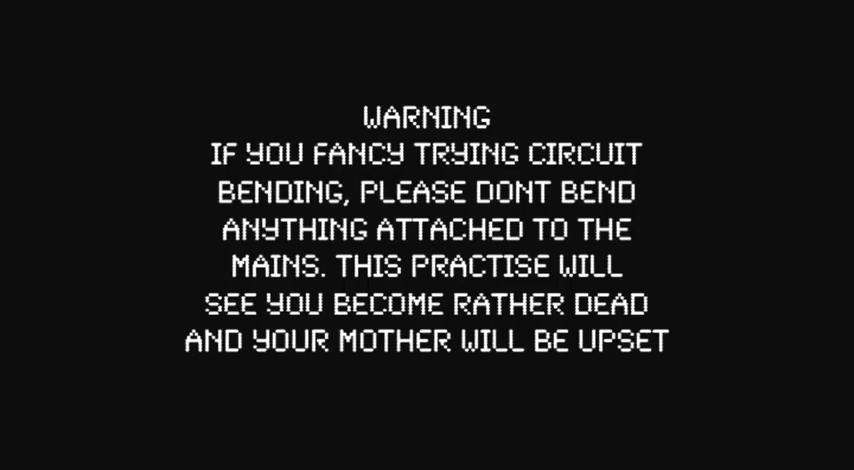 WARNING
IF YOU FANCY TRYING CIRCUIT
BENDING, PLEASE DONT BEND
ANYTHING ATTACHED TO THE
MAINS. THIS PRACTISE WILL
SEE YOU BECOME RATHER DEAD
AND YOUR MOTHER WILL BE UPSET